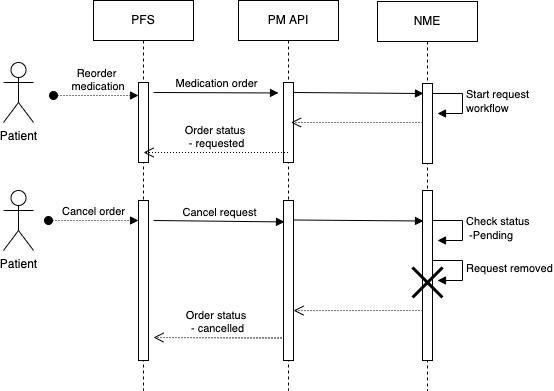 PFS
PM API
NME
Reorder
medication
Medication order
Start request
workflow
Patient
Order status
- requested
Cancel order
Cancel request
Check status
-Pending
Patient
Request removed
Order status
- cancelled